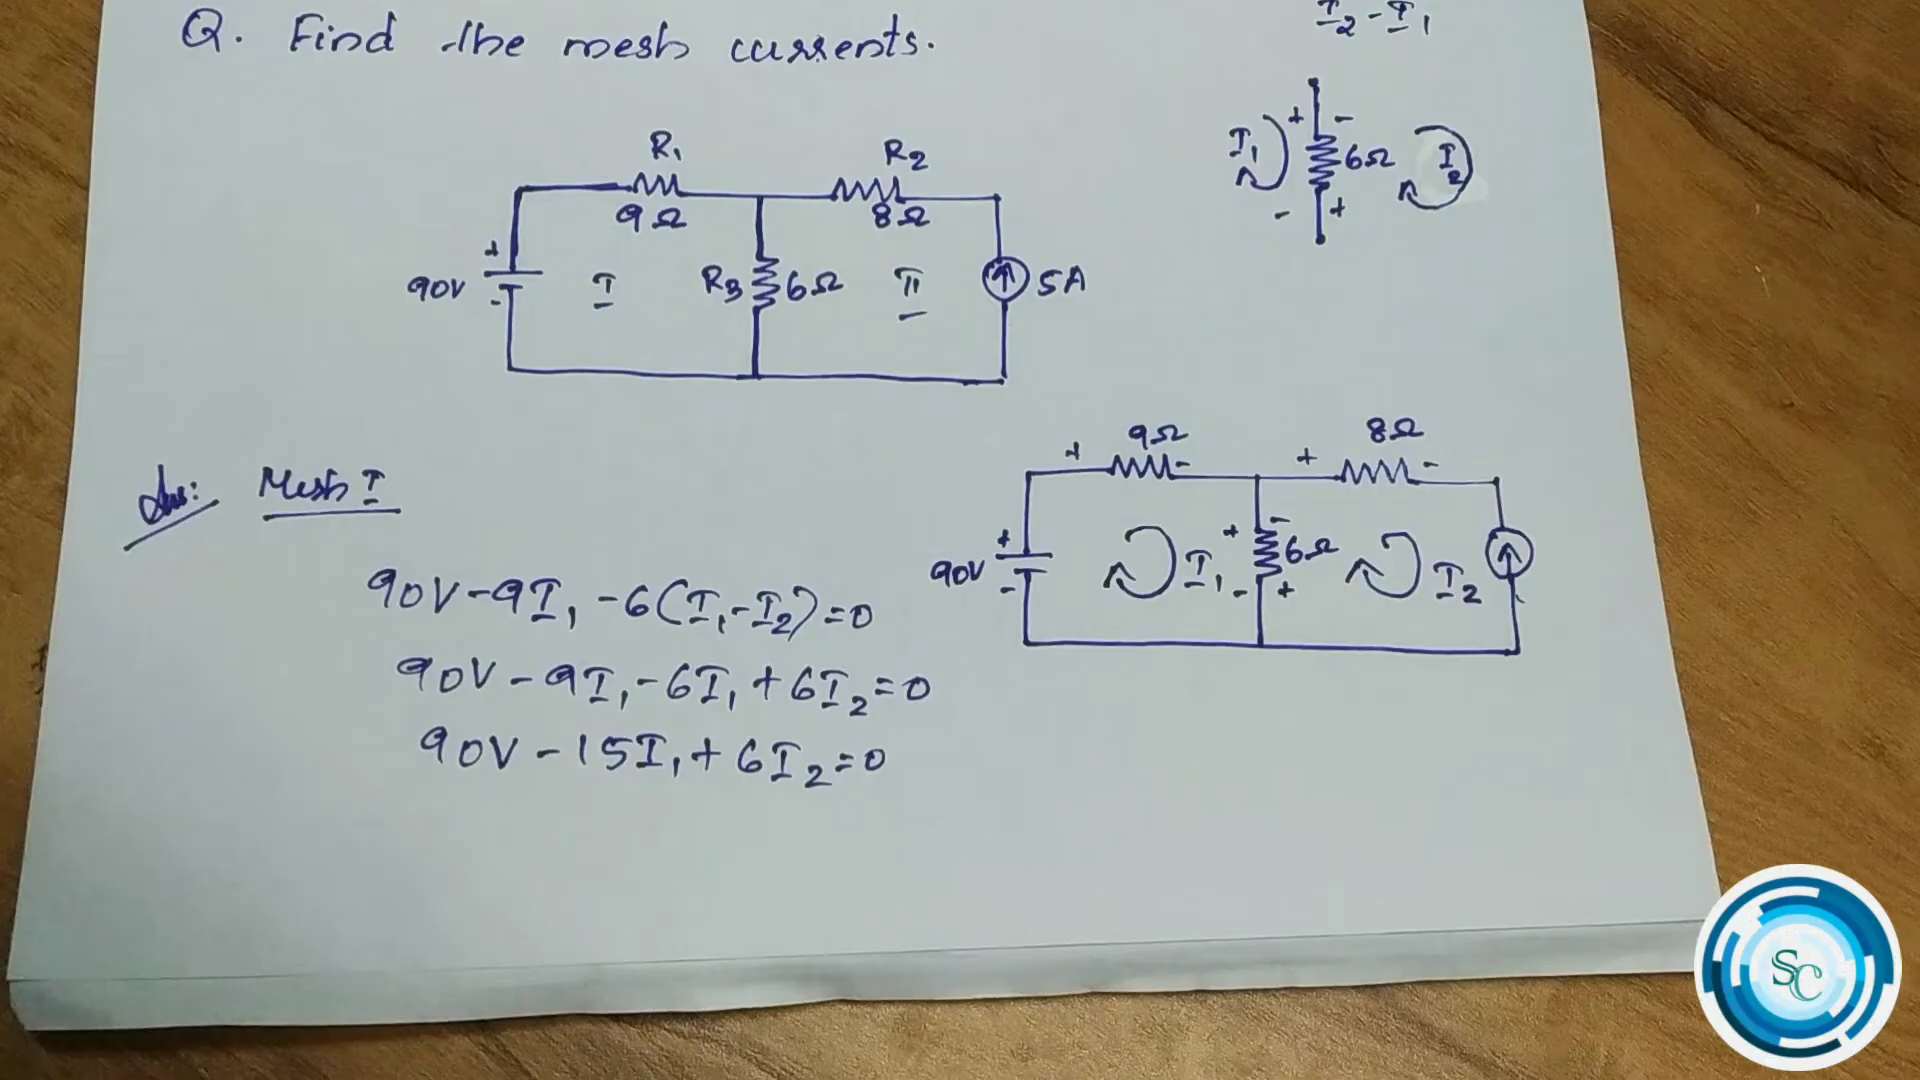 Q. Find the mesh currents.
I2 - I1
R1
9Ω
R2
8Ω
+
90V
-
I
R3
6Ω
II
5A
I1
+ -
6Ω
I2
- +
Ans: Mesh I
90V - 9I1 - 6(I1 - I2) = 0
90V - 9I1 - 6I1 + 6I2 = 0
90V - 15I1 + 6I2 = 0
9Ω
+ -
8Ω
+ -
+
90V
-
I1
+ -
6Ω
- +
I2
SC